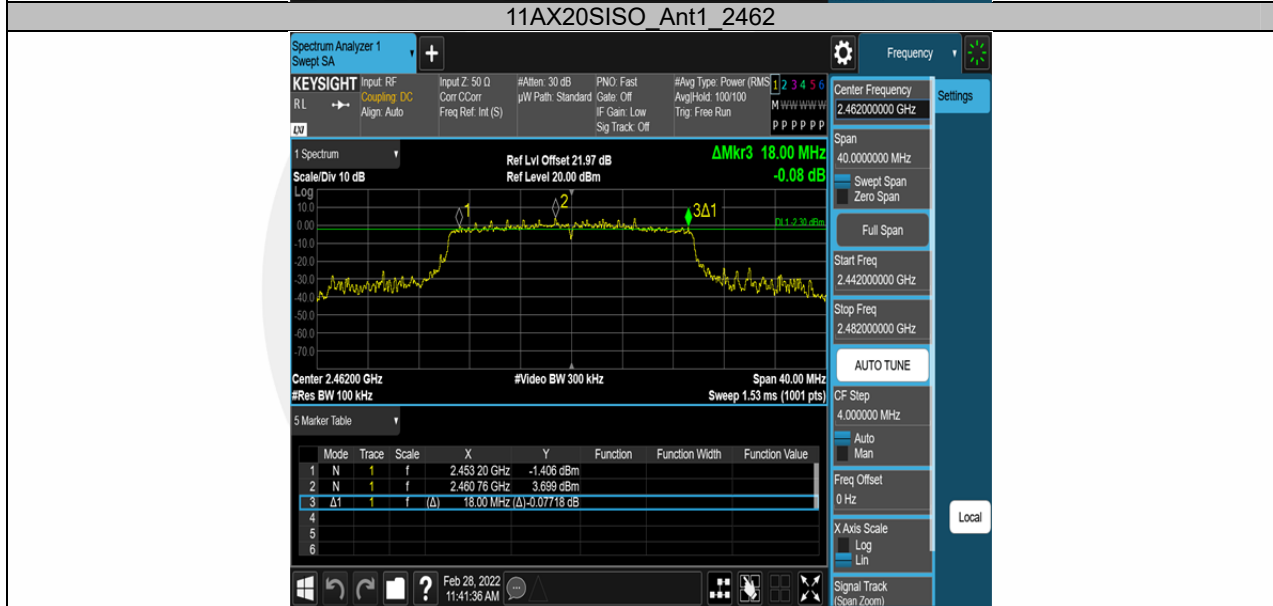 11AX20SISO_Ant1_2462
Spectrum Analyzer 1
Swept SA
+
Frequency
KEYSIGHT
RL
LXI
Input: RF
Coupling: DC
Align: Auto
Input Z: 50 Ω
Corr CCorr
Freq Ref: Int (S)
#Atten: 30 dB
µW Path: Standard
PNO: Fast
Gate: Off
IF Gain: Low
Sig Track: Off
#Avg Type: Power (RMS
Avg|Hold: 100/100
Trig: Free Run
1 2 3 4 5 6
M W W W W W
P P P P P P
Center Frequency
2.462000000 GHz
Settings
Span
40.0000000 MHz
Swept Span
Zero Span
Full Span
Start Freq
2.442000000 GHz
Stop Freq
2.482000000 GHz
AUTO TUNE
CF Step
4.000000 MHz
Auto
Man
Freq Offset
0 Hz
X Axis Scale
Log
Lin
Signal Track
(Span Zoom)
Local
1 Spectrum
Scale/Div 10 dB
Ref Lvl Offset 21.97 dB
Ref Level 20.00 dBm
ΔMkr3 18.00 MHz
-0.08 dB
Log
10.0
0.00
-10.0
-20.0
-30.0
-40.0
-50.0
-60.0
-70.0
1
2
3Δ1
DL1 -2.30 dBm
Center 2.46200 GHz
#Video BW 300 kHz
Span 40.00 MHz
#Res BW 100 kHz
Sweep 1.53 ms (1001 pts)
5 Marker Table
Mode Trace Scale X Y Function Function Width Function Value
1 N 1 f 2.453 20 GHz -1.406 dBm
2 N 1 f 2.460 76 GHz 3.699 dBm
3 Δ1 1 f (Δ) 18.00 MHz (Δ) -0.07718 dB
4
5
6
?
Feb 28, 2022
11:41:36 AM